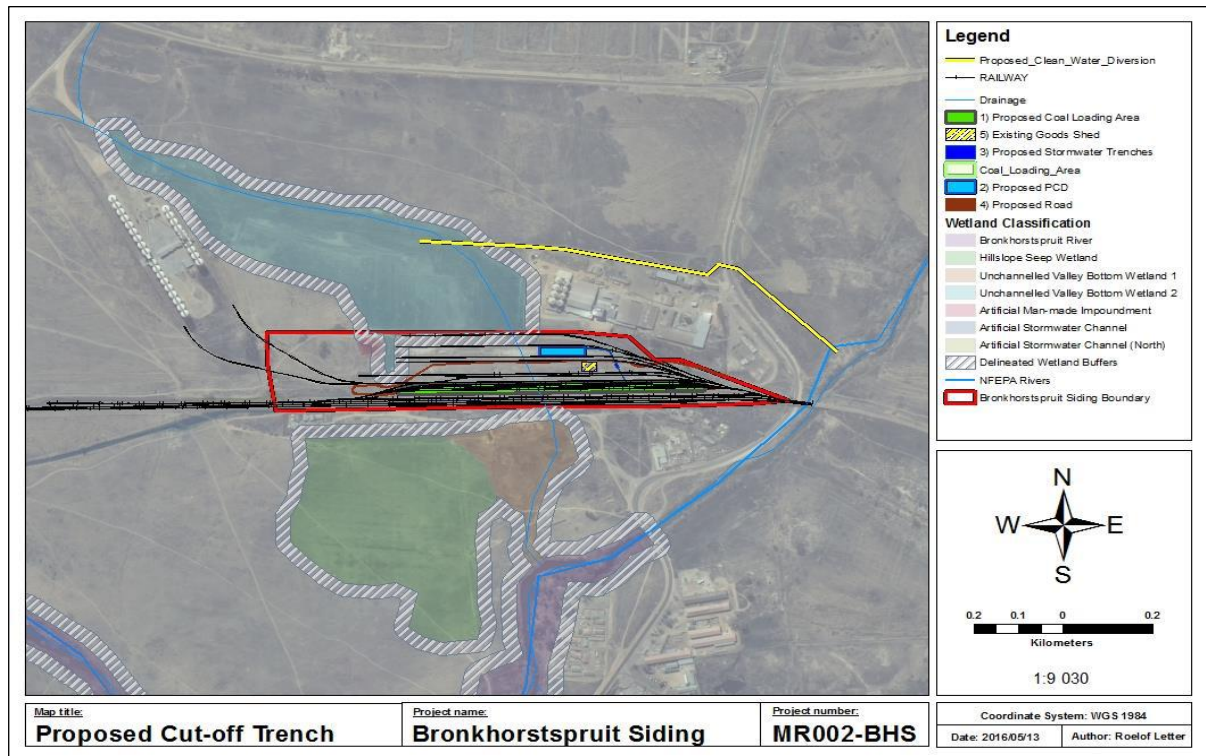 Legend
Proposed_Clean_Water_Diversion
RAILWAY
Drainage
1) Proposed Coal Loading Area
5) Existing Goods Shed
3) Proposed Stormwater Trenches
Coal_Loading_Area
2) Proposed PCD
4) Proposed Road
Wetland Classification
Bronkhorstspruit River
Hillslope Seep Wetland
Unchannelled Valley Bottom Wetland 1
Unchannelled Valley Bottom Wetland 2
Artificial Man-made Impoundment
Artificial Stormwater Channel
Artificial Stormwater Channel (North)
Delineated Wetland Buffers
NFEPA Rivers
Bronkhorstspruit Siding Boundary
N
W E
S
0.2 0.1 0 0.2
Kilometers
1:9 030
Map title:
Proposed Cut-off Trench
Project name:
Bronkhorstspruit Siding
Project number:
MR002-BHS
Coordinate System: WGS 1984
Date: 2016/05/13 Author: Roelof Letter